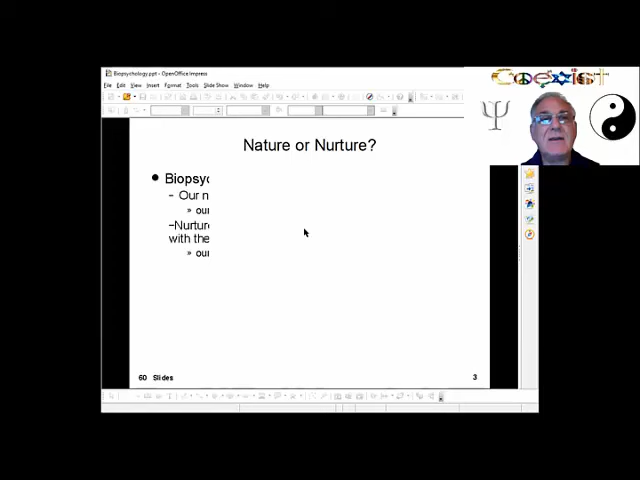 Biopsychology.ppt - OpenOffice Impress
File Edit View Insert Format Tools Slide Show Window Help
Coexist
Ψ
Nature or Nurture?
• Biopsyc
– Our n
» our
–Nurture
with the
» our
60 Slides
3